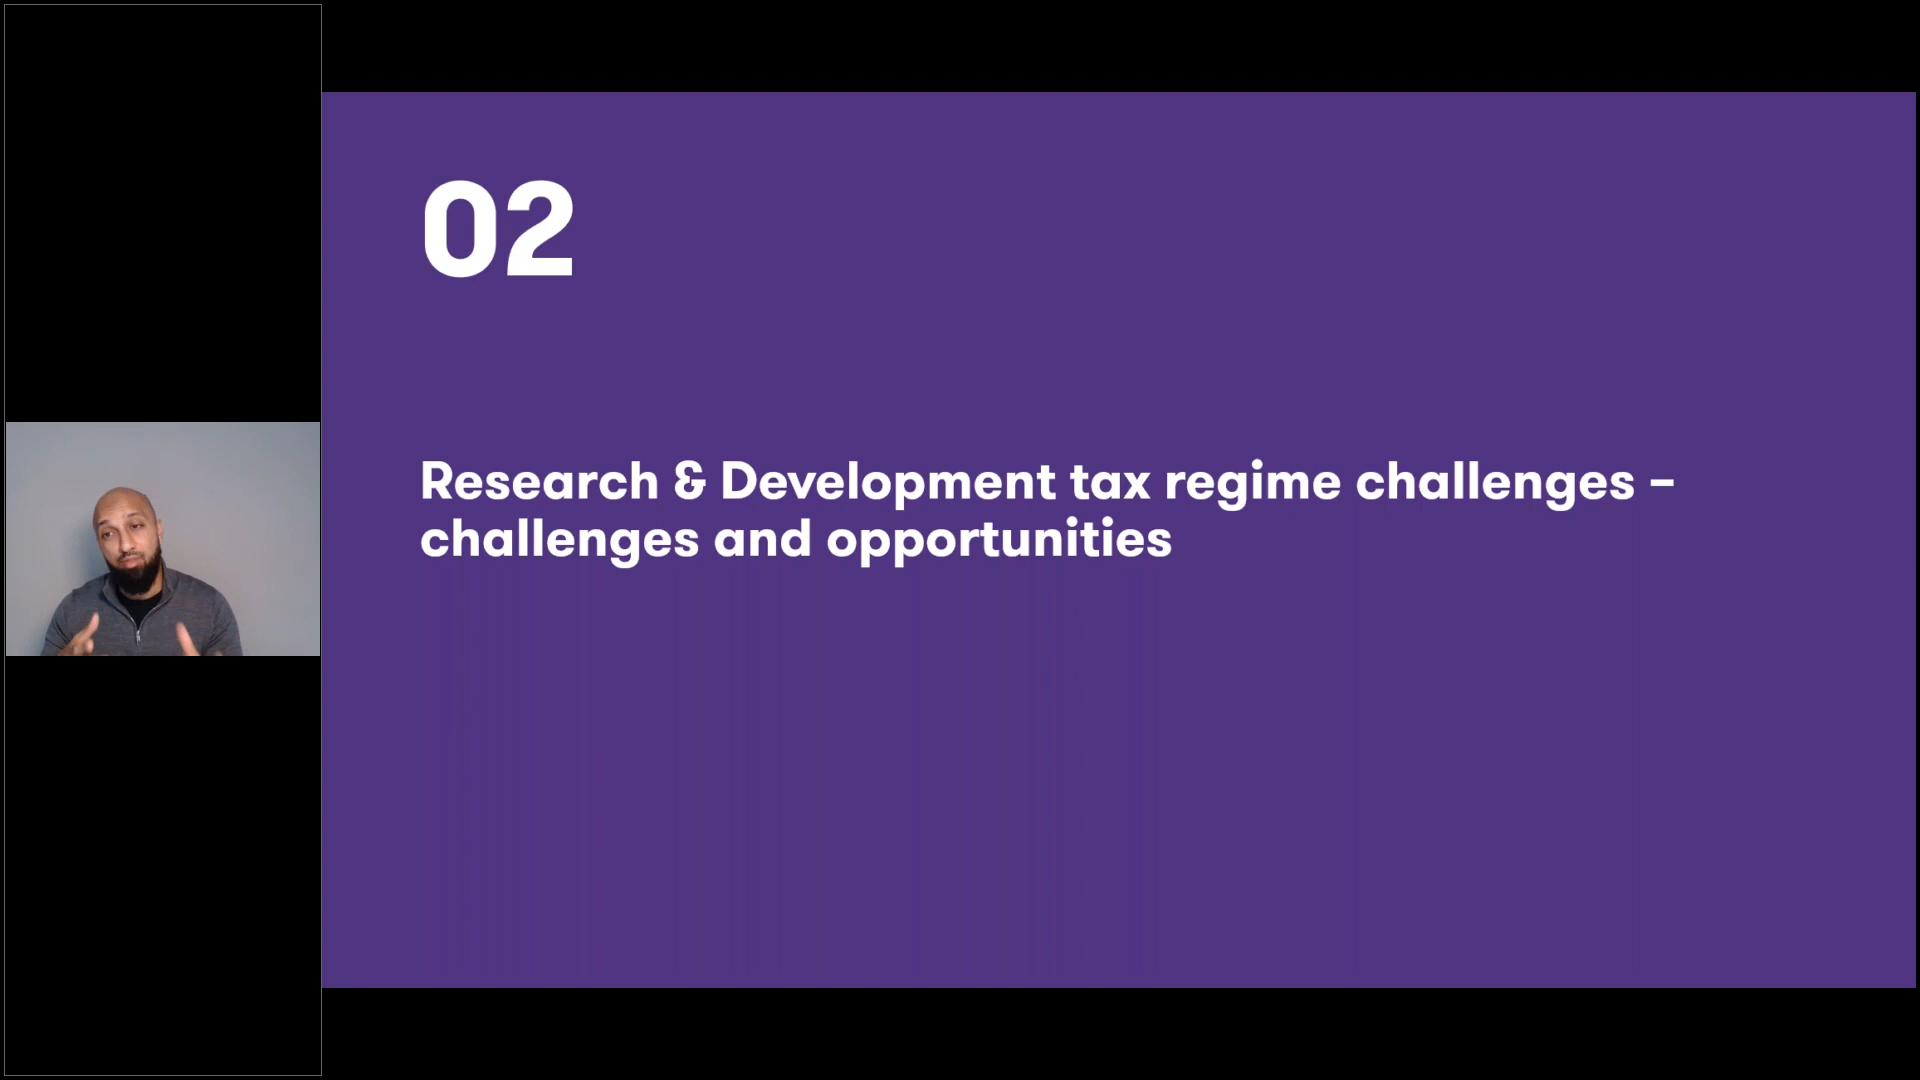 02
Research & Development tax regime challenges –
challenges and opportunities